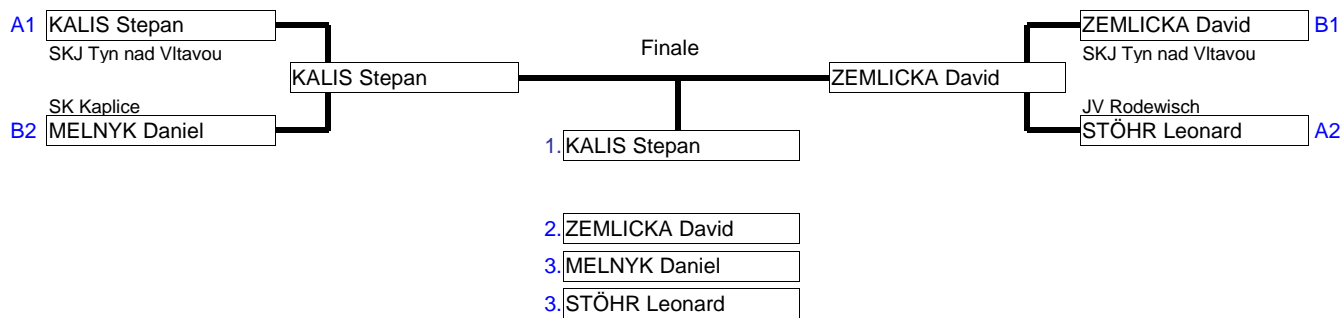 A1 KALIS Stepan
SKJ Tyn nad Vltavou
ZEMLICKA David B1
SKJ Tyn nad Vltavou
Finale
KALIS Stepan
ZEMLICKA David
SK Kaplice
B2 MELNYK Daniel
JV Rodewisch
STÖHR Leonard A2
1. KALIS Stepan
2. ZEMLICKA David
3. MELNYK Daniel
3. STÖHR Leonard